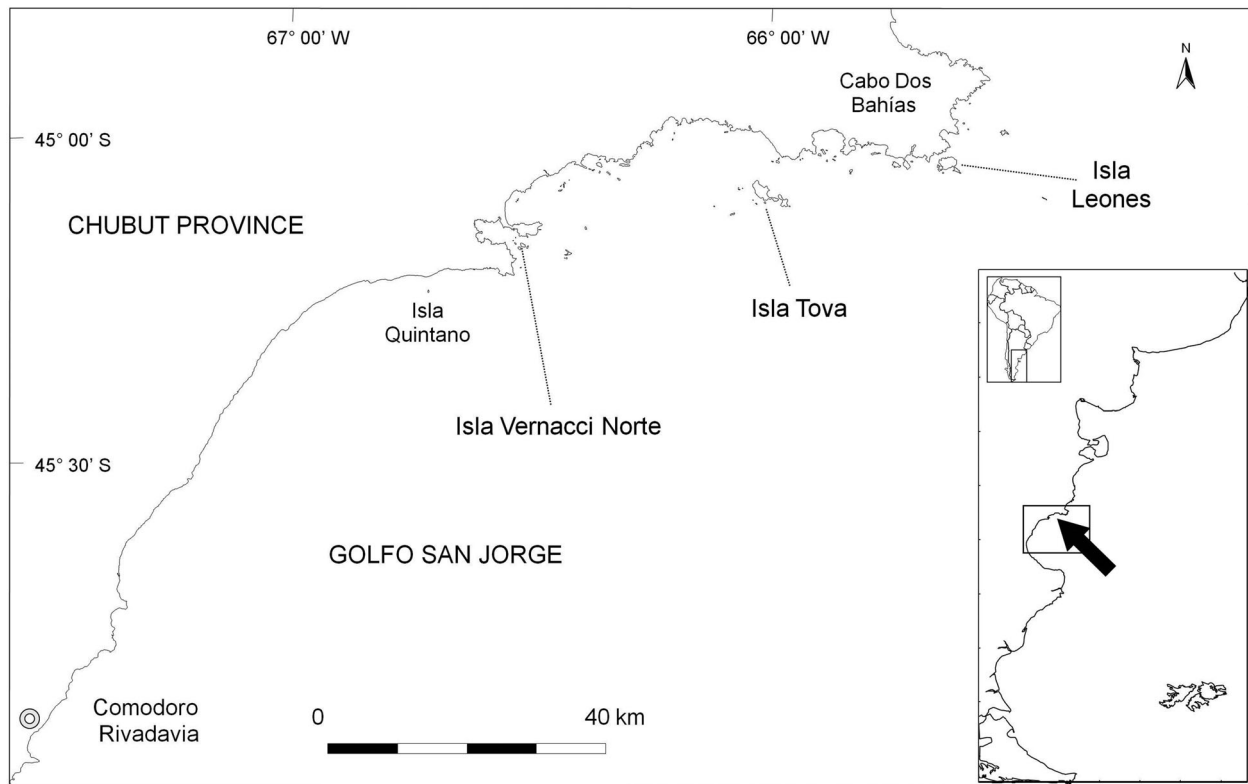 67° 00’ W
66° 00’ W
N
Cabo Dos
Bahías
45° 00’ S
Isla
Leones
CHUBUT PROVINCE
Isla Tova
Isla
Quintano
Isla Vernacci Norte
45° 30’ S
GOLFO SAN JORGE
Comodoro
Rivadavia
0
40 km